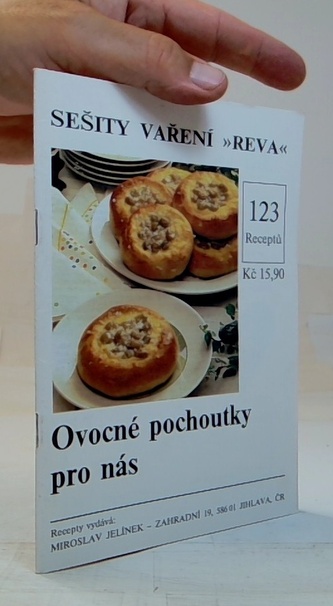 SEŠITY VAŘENÍ »REVA«
123
Receptů
Kč 15,90
Ovocné pochoutky
pro nás
Recepty vydává:
MIROSLAV JELÍNEK – ZAHRADNÍ 19, 586 01 JIHLAVA, ČR